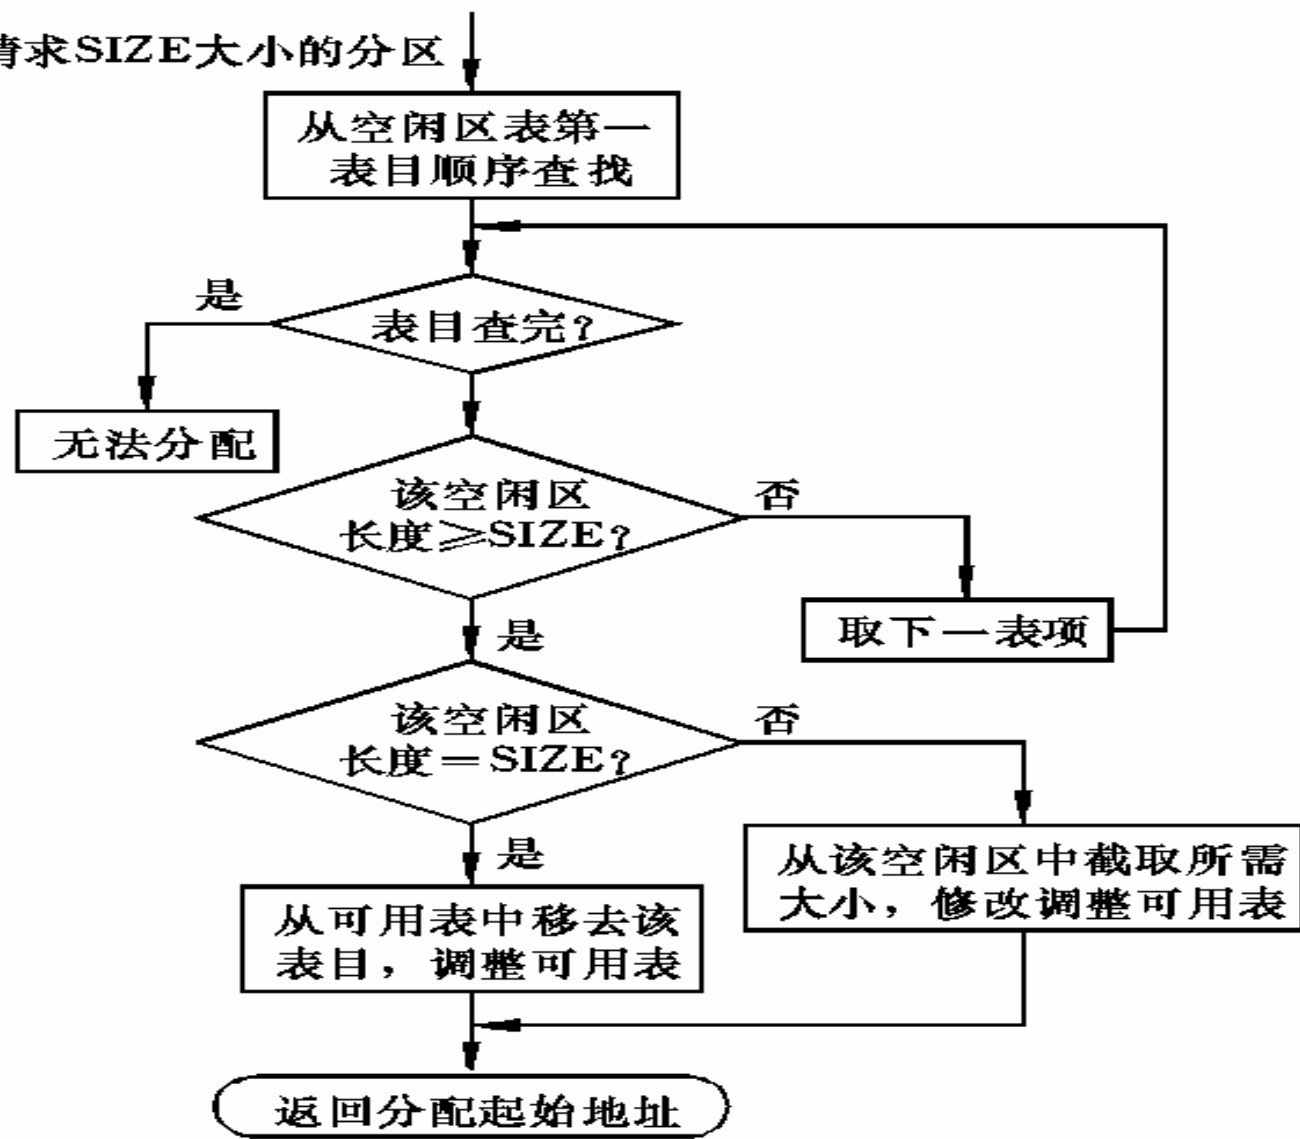 请求SIZE大小的分区
从空闲区表第一
表目顺序查找
是
表目查完?
无法分配
该空闲区
长度≥SIZE?
否
取下一表项
是
该空闲区
长度=SIZE?
否
是
从该空闲区中截取所需
大小，修改调整可用表
从可用表中移去该
表目，调整可用表
返回分配起始地址